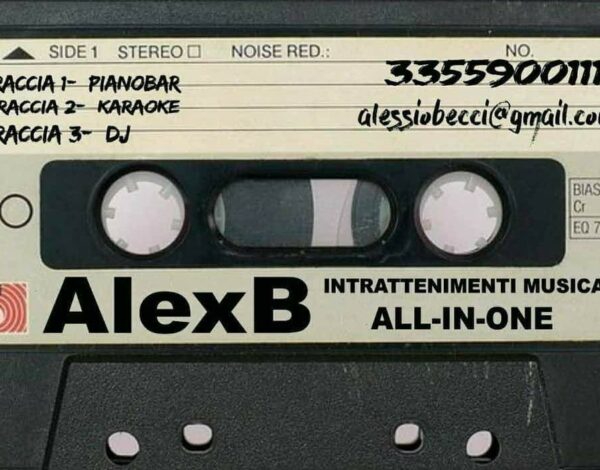 SIDE 1 STEREO NOISE RED.: NO.
3355900111
RACCIA 1- PIANOBAR
RACCIA 2- KARAOKE
RACCIA 3- DJ
alessiobecci@gmail.co
BIAS
Cr
EQ 7
AlexB
INTRATTENIMENTI MUSICA
ALL-IN-ONE